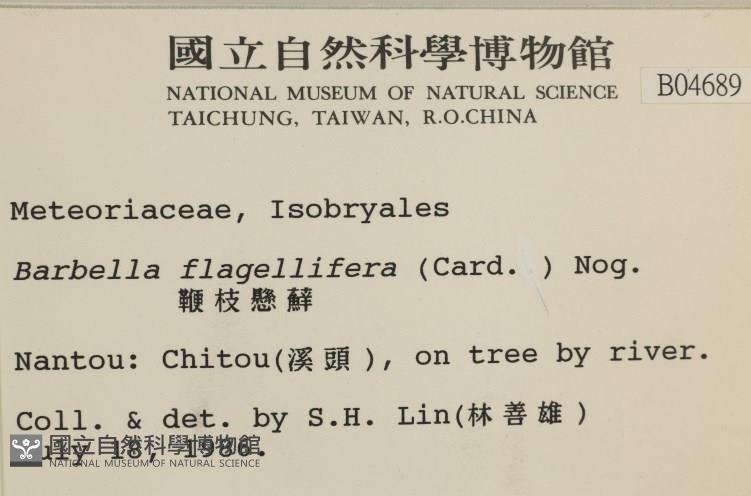 國立自然科學博物館
NATIONAL MUSEUM OF NATURAL SCIENCE
TAICHUNG, TAIWAN, R.O.CHINA
B04689
Meteoriaceae, Isobryales
Barbella flagellifera (Card. ) Nog.
鞭枝懸蘚
Nantou: Chitou(溪頭), on tree by river.
Coll. & det. by S.H. Lin(林善雄)
July 18, 1986.
國立自然科學博物館
NATIONAL MUSEUM OF NATURAL SCIENCE